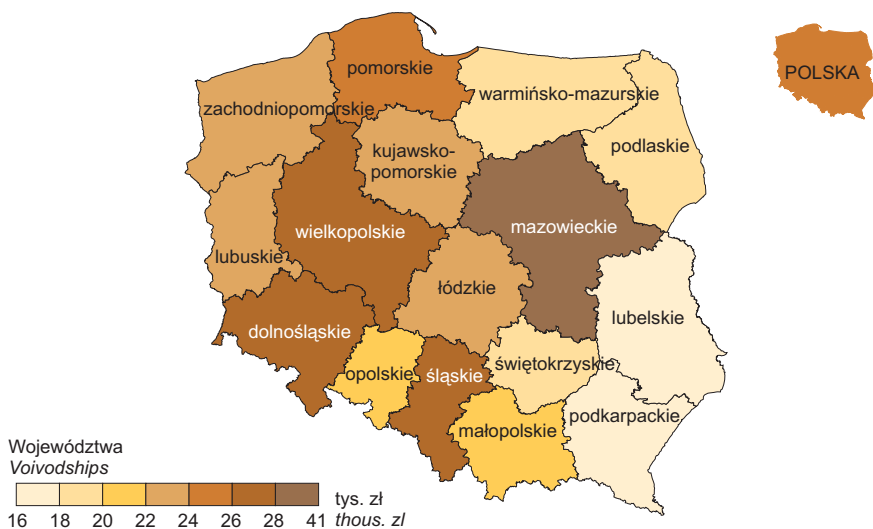 pomorskie
POLSKA
zachodniopomorskie
warmińsko-mazurskie
kujawsko-
pomorskie
podlaskie
wielkopolskie
mazowieckie
lubuskie
łódzkie
lubelskie
dolnośląskie
opolskie
śląskie
świętokrzyskie
małopolskie
podkarpackie
Województwa
Voivodships
tys. zł
16 18 20 22 24 26 28 41 thous. zl